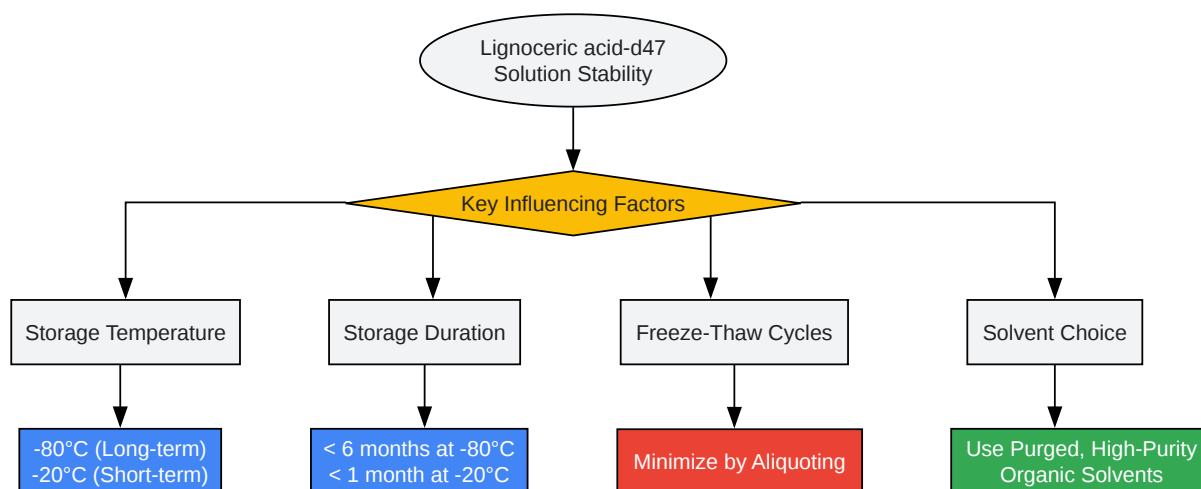 Lignoceric acid-d47
Solution Stability
Key Influencing Factors
Storage Temperature
Storage Duration
Freeze-Thaw Cycles
Solvent Choice
-80°C (Long-term)
-20°C (Short-term)
< 6 months at -80°C
< 1 month at -20°C
Minimize by Aliquoting
Use Purged, High-Purity
Organic Solvents